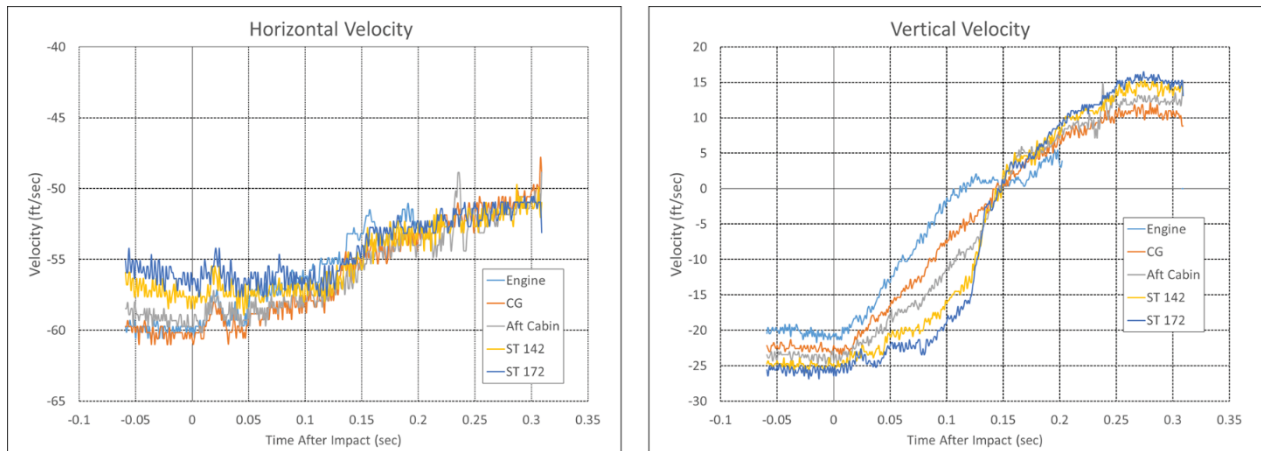 Horizontal Velocity
-40
-45
-50
-55
-60
-65
Velocity (ft/sec)
Engine
CG
Aft Cabin
ST 142
ST 172
-0.1 -0.05 0 0.05 0.1 0.15 0.2 0.25 0.3 0.35
Time After Impact (sec)
Vertical Velocity
20
15
10
5
0
-5
-10
-15
-20
-25
-30
Velocity (ft/sec)
Engine
CG
Aft Cabin
ST 142
ST 172
-0.1 -0.05 0 0.05 0.1 0.15 0.2 0.25 0.3 0.35
Time After Impact (sec)